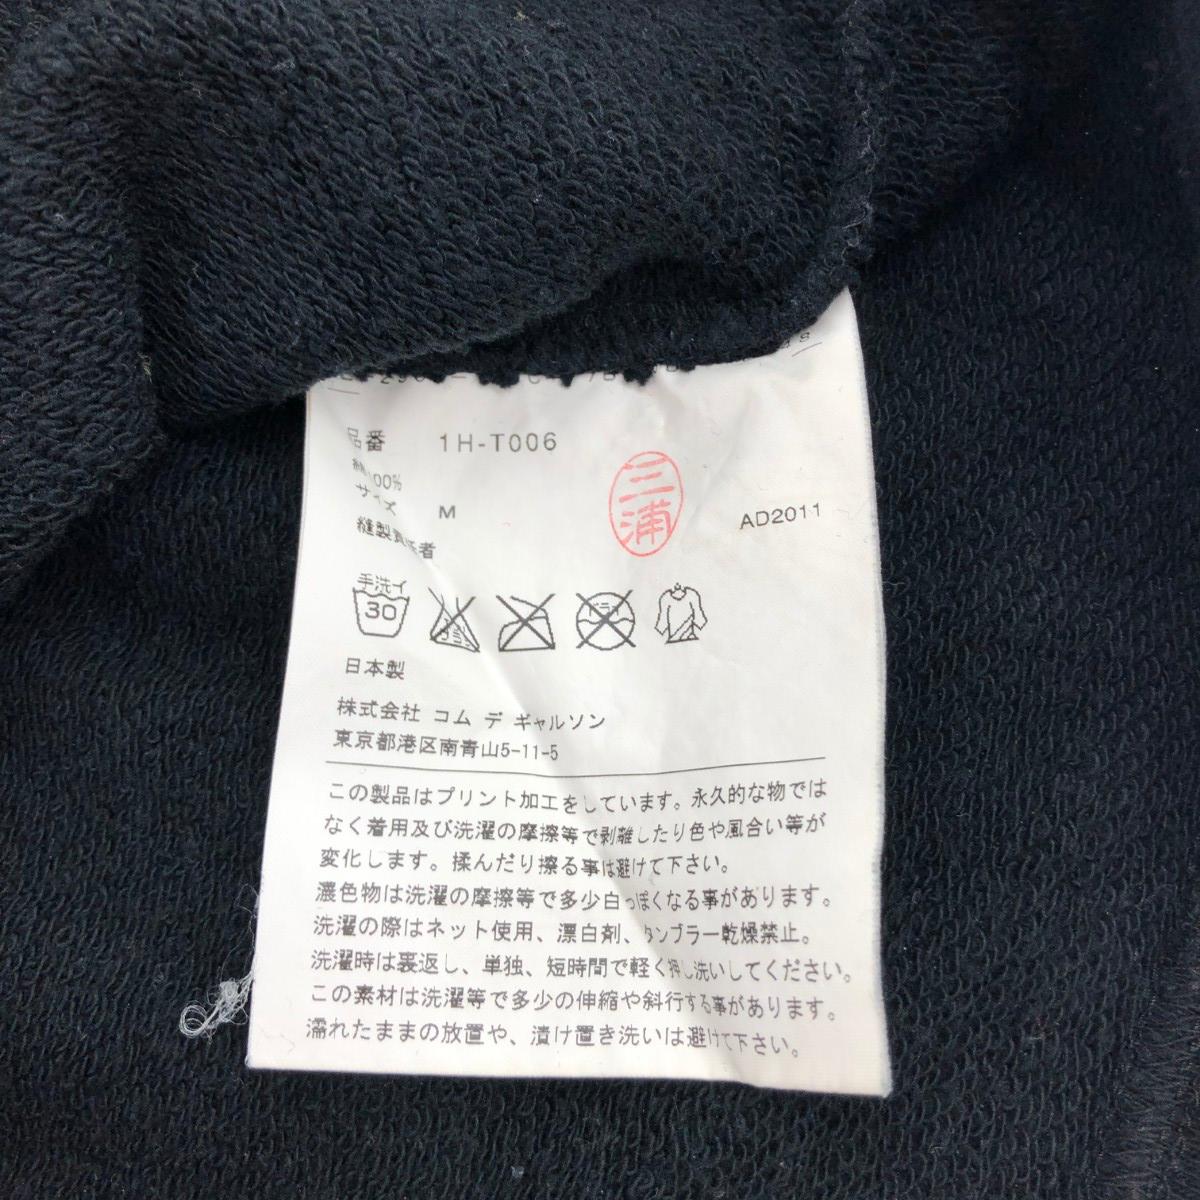 品番 1H-T006
綿100%
サイズ M
三浦
AD2011
縫製責任者
手洗イ
30
日本製
株式会社 コム デ ギャルソン
東京都港区南青山5-11-5
この製品はプリント加工をしています。永久的な物では
なく着用及び洗濯の摩擦等で剥離したり色や風合い等が
変化します。揉んだり擦る事は避けて下さい。
濃色物は洗濯の摩擦等で多少白っぽくなる事があります。
洗濯の際はネット使用、漂白剤、タンブラー乾燥禁止。
洗濯時は裏返し、単独、短時間で軽く押し洗いしてください。
この素材は洗濯等で多少の伸縮や斜行する事があります。
濡れたままの放置や、漬け置き洗いは避けて下さい。